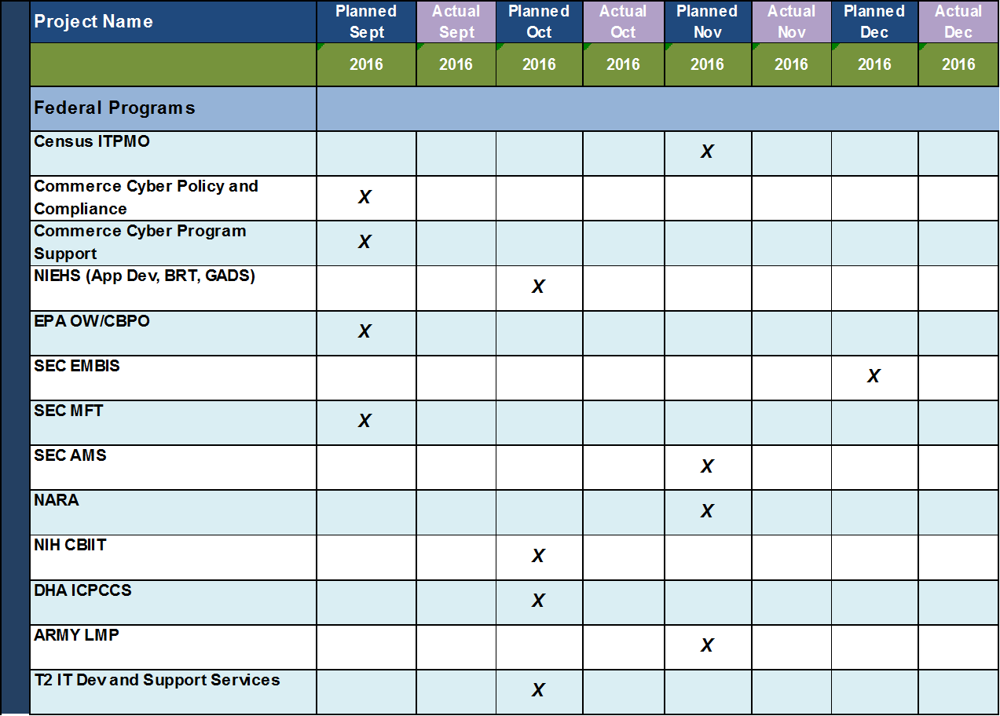 Project Name Planned Sept Actual Sept Planned Oct Actual Oct Planned Nov Actual Nov Planned Dec Actual Dec
2016 2016 2016 2016 2016 2016 2016 2016
Federal Programs
Census ITPMO X
Commerce Cyber Policy and
Compliance X
Commerce Cyber Program
Support X
NIEHS (App Dev, BRT, GADS) X
EPA OW/CBPO X
SEC EMBIS X
SEC MFT X
SEC AMS X
NARA X
NIH CBIIT X
DHA ICPCCS X
ARMY LMP X
T2 IT Dev and Support Services X